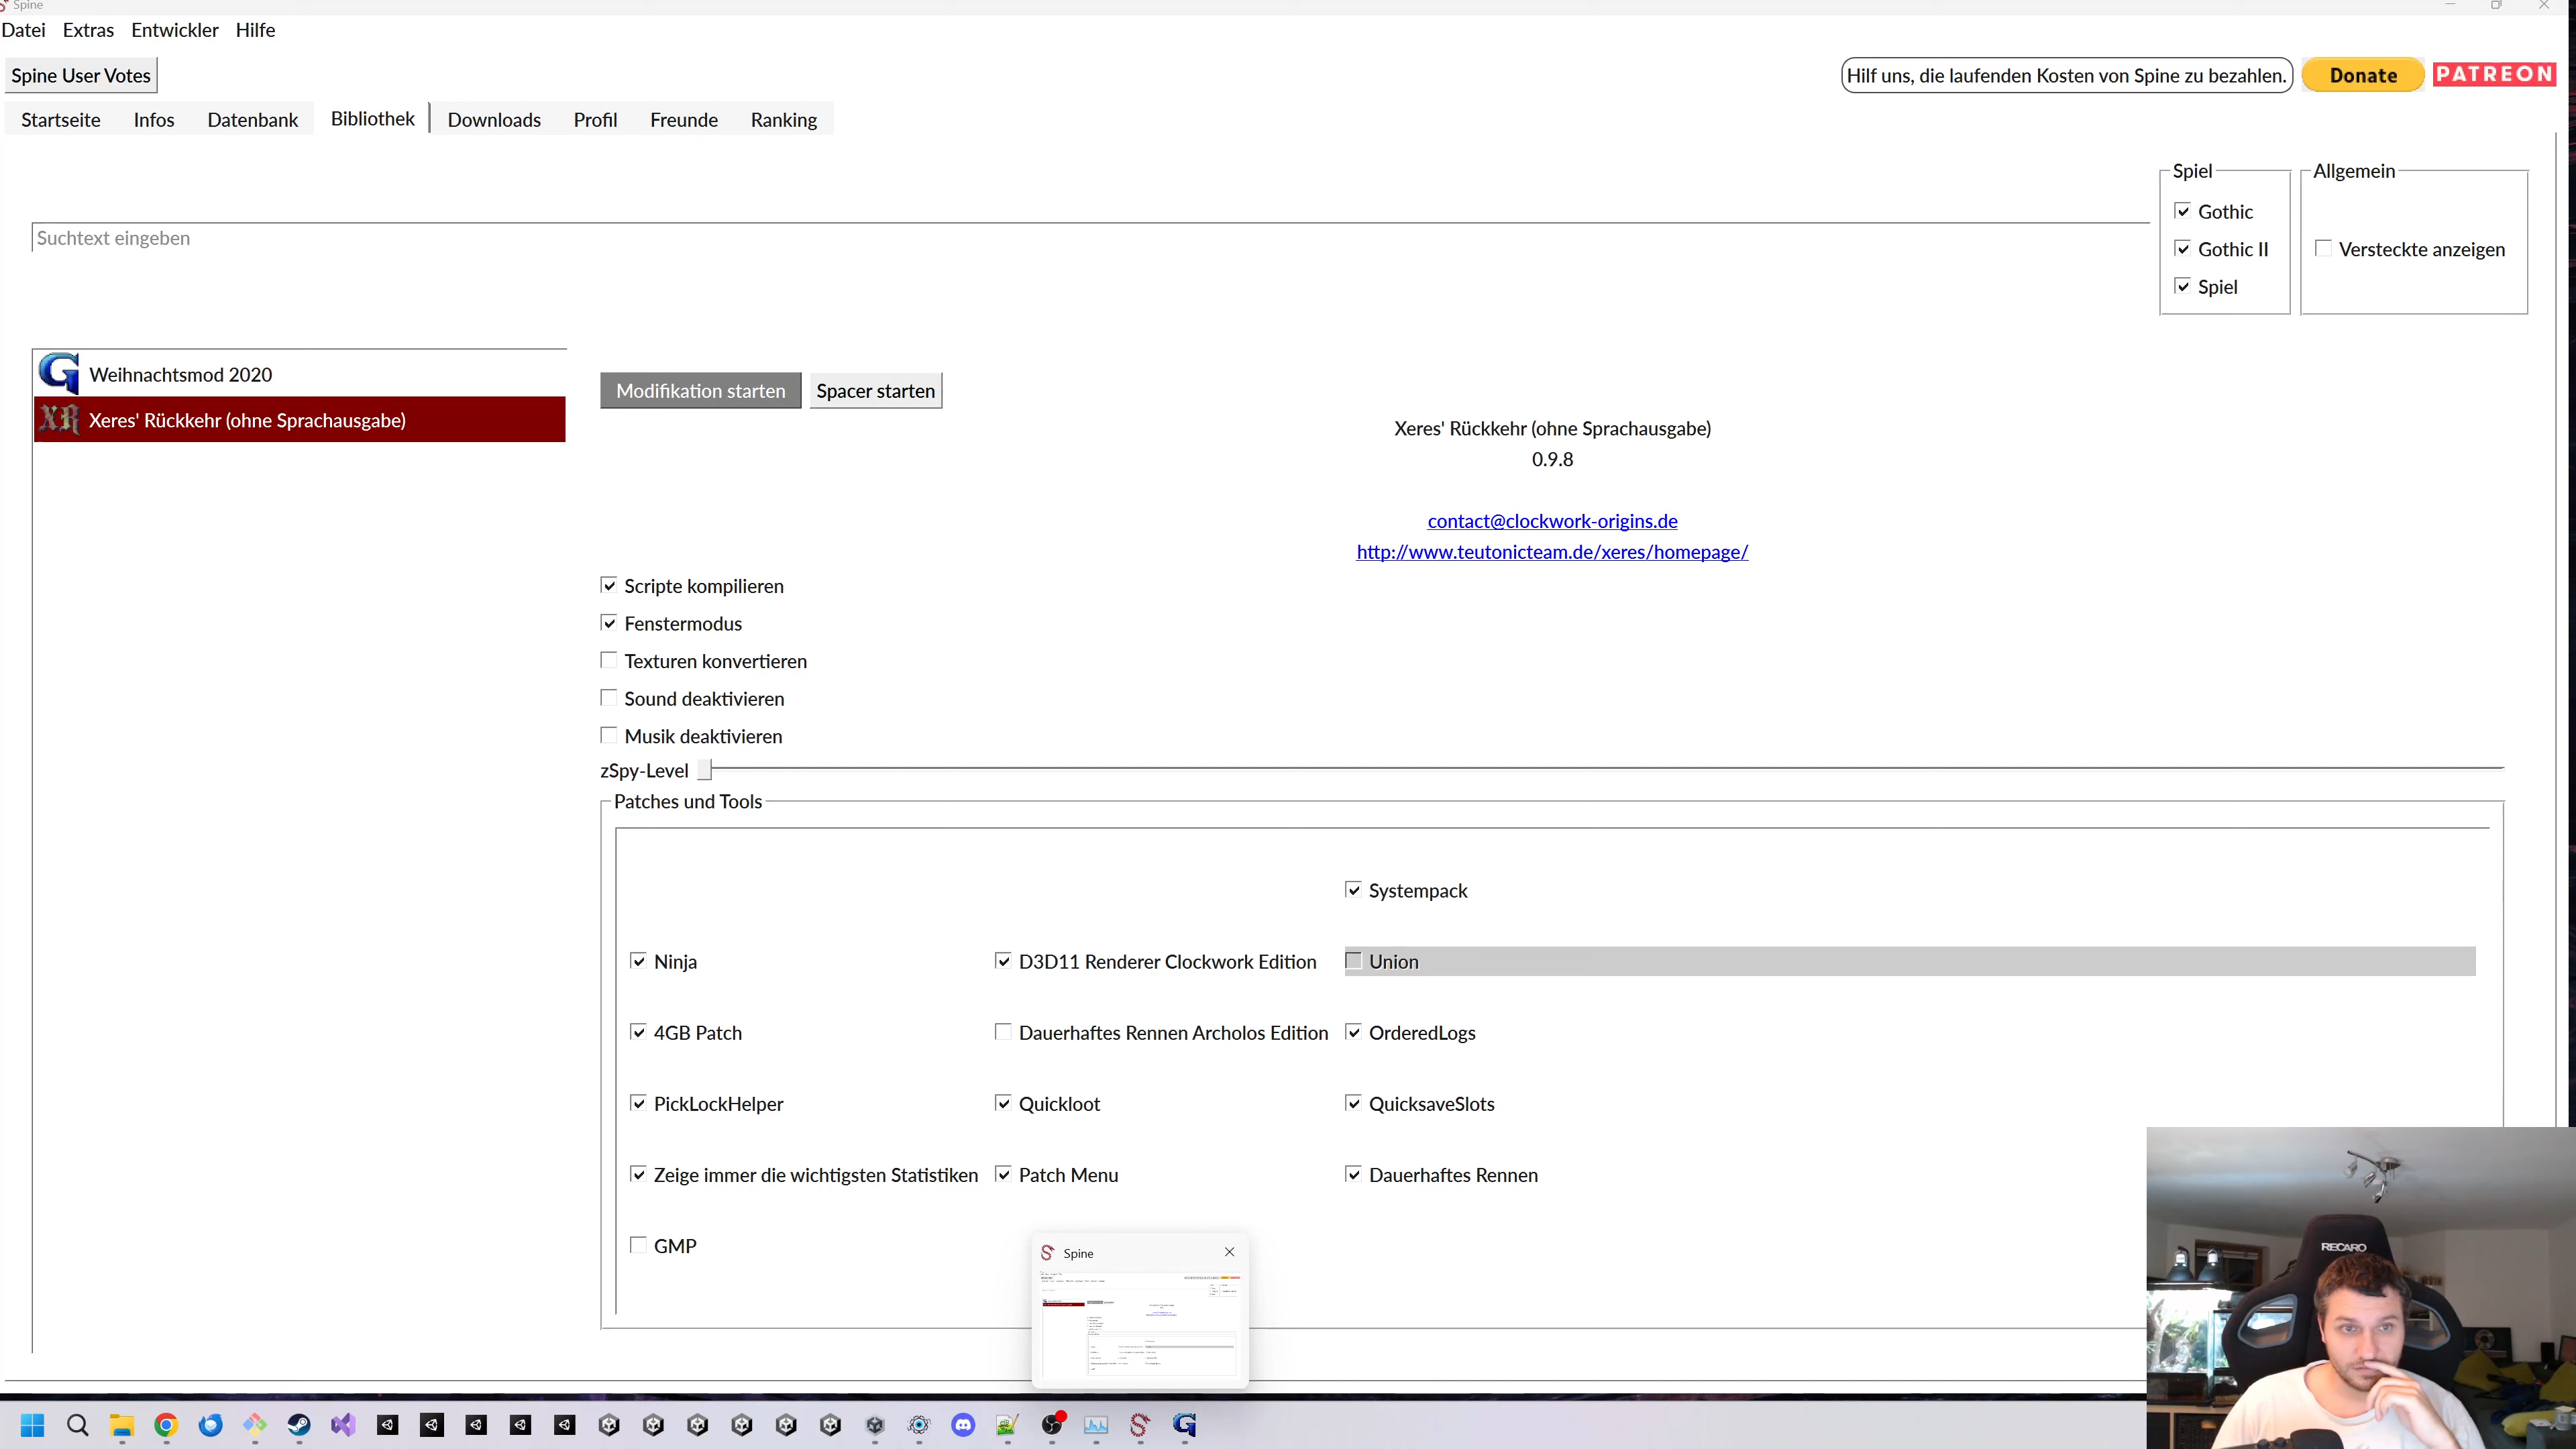 Spine
Datei Extras Entwickler Hilfe
Spine User Votes
Hilf uns, die laufenden Kosten von Spine zu bezahlen.
Donate
PATREON
Startseite Infos Datenbank Bibliothek Downloads Profil Freunde Ranking
Spiel
Allgemein
Gothic
Gothic II
Spiel
Versteckte anzeigen
Suchtext eingeben
Weihnachtsmod 2020
XR Xeres' Rückkehr (ohne Sprachausgabe)
Modifikation starten
Spacer starten
Xeres' Rückkehr (ohne Sprachausgabe)
0.9.8
contact@clockwork-origins.de
http://www.teutonicteam.de/xeres/homepage/
Scripte kompilieren
Fenstermodus
Texturen konvertieren
Sound deaktivieren
Musik deaktivieren
zSpy-Level
Patches und Tools
Systempack
Ninja
D3D11 Renderer Clockwork Edition
Union
4GB Patch
Dauerhaftes Rennen Archolos Edition
OrderedLogs
PickLockHelper
Quickloot
QuicksaveSlots
Zeige immer die wichtigsten Statistiken
Patch Menu
Dauerhaftes Rennen
GMP
Spine
RECARO